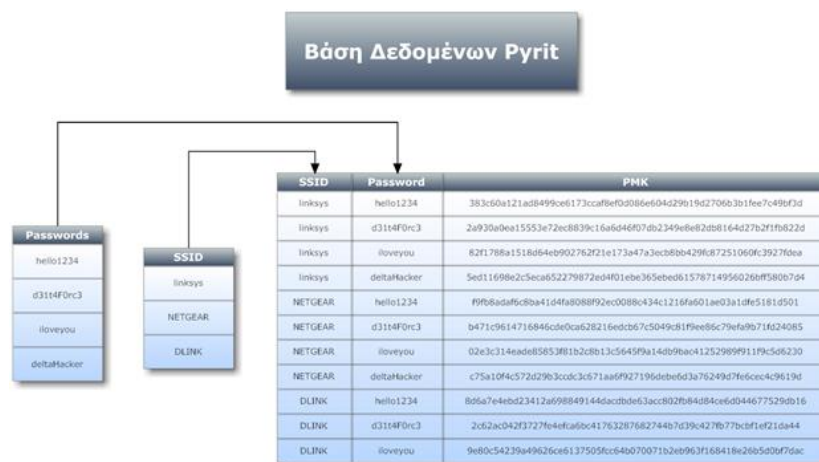 Βάση Δεδομένων Pyrit
Passwords
hello1234
d31t4F0rc3
iloveyou
deltaHacker
SSID
linksys
NETGEAR
DLINK
SSID Password PMK
linksys hello1234 383c60a121ad8499ce6173ccaf8ef0d086e604d29b19d2706b3b1fee7c49bf3d
linksys d31t4F0rc3 2a930a0ea15553e72ec8839c16a6d46f07db2349e8e82db8164d27b2f1fb822d
linksys iloveyou 82f1788a1518d64eb902762f21e173a47a3ecb8bb429fc87251060fc3927fdea
linksys deltaHacker 5ed11698e2c5eca652279872ed4f01ebe365ebed61578714956026bff580b7d4
NETGEAR hello1234 f9fb8adaf6c8ba41d4fa8088f92ec0088c434c1216fa601ae03a1dfe5181d501
NETGEAR d31t4F0rc3 b471c9614716846cde0ca628216edcb67c5049c81f9ee86c79efa9b71fd24085
NETGEAR iloveyou 02e3c314eade85853f81b2c8b13c5645f9a14db9bac41252989f911f9c5d6230
NETGEAR deltaHacker c75a10f4c572d29b3ccdc3c671aa6f927196debe6d3a76249d7fe6cec4c9619d
DLINK hello1234 8d6a7e4ebd23412a698849144dacdbde63acc802fb84d84ce6d044677529db16
DLINK d31t4F0rc3 2c62ac042f3727fe4efca6bc41763287682744b7d39c427fb77bcbf1ef21da44
DLINK iloveyou 9e80c54239a49626ce6137505fcc64b070071b2eb963f168418e26b5d0bf7dac